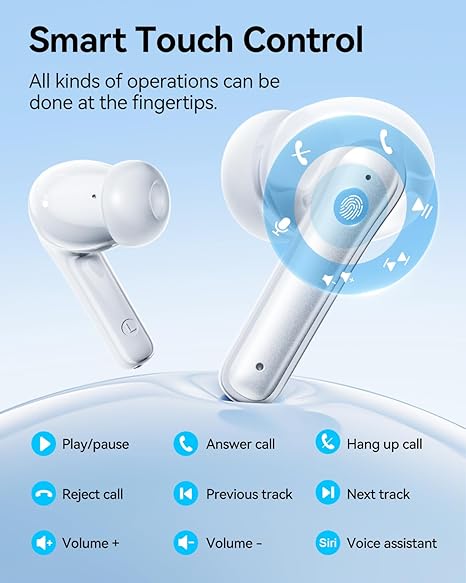 Smart Touch Control
All kinds of operations can be
done at the fingertips.
L
Play/pause
Answer call
Hang up call
Reject call
Previous track
Next track
Volume +
Volume -
Siri
Voice assistant